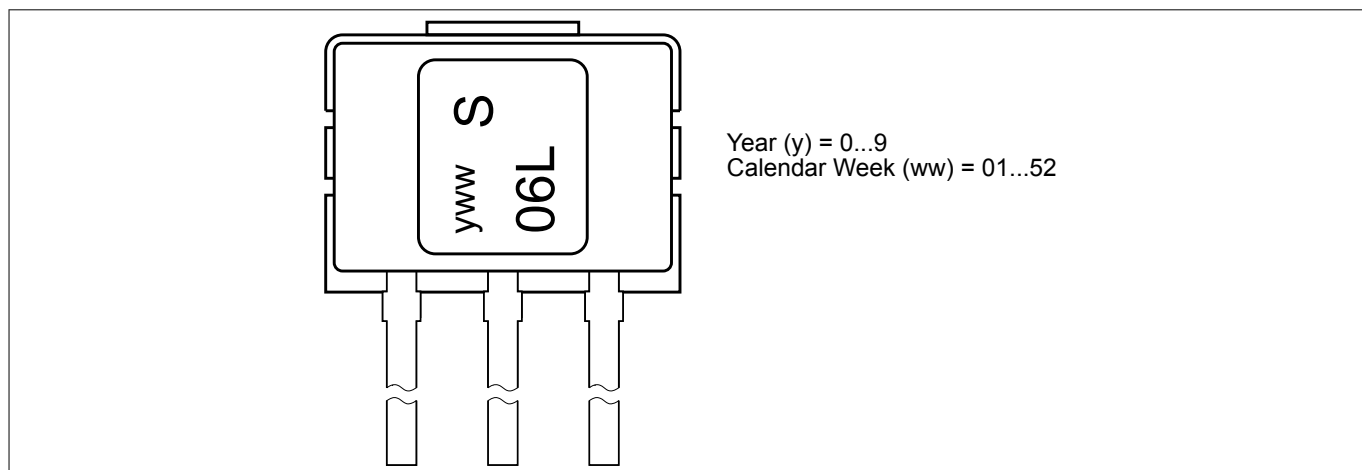 yww S
06L
Year (y) = 0...9
Calendar Week (ww) = 01...52